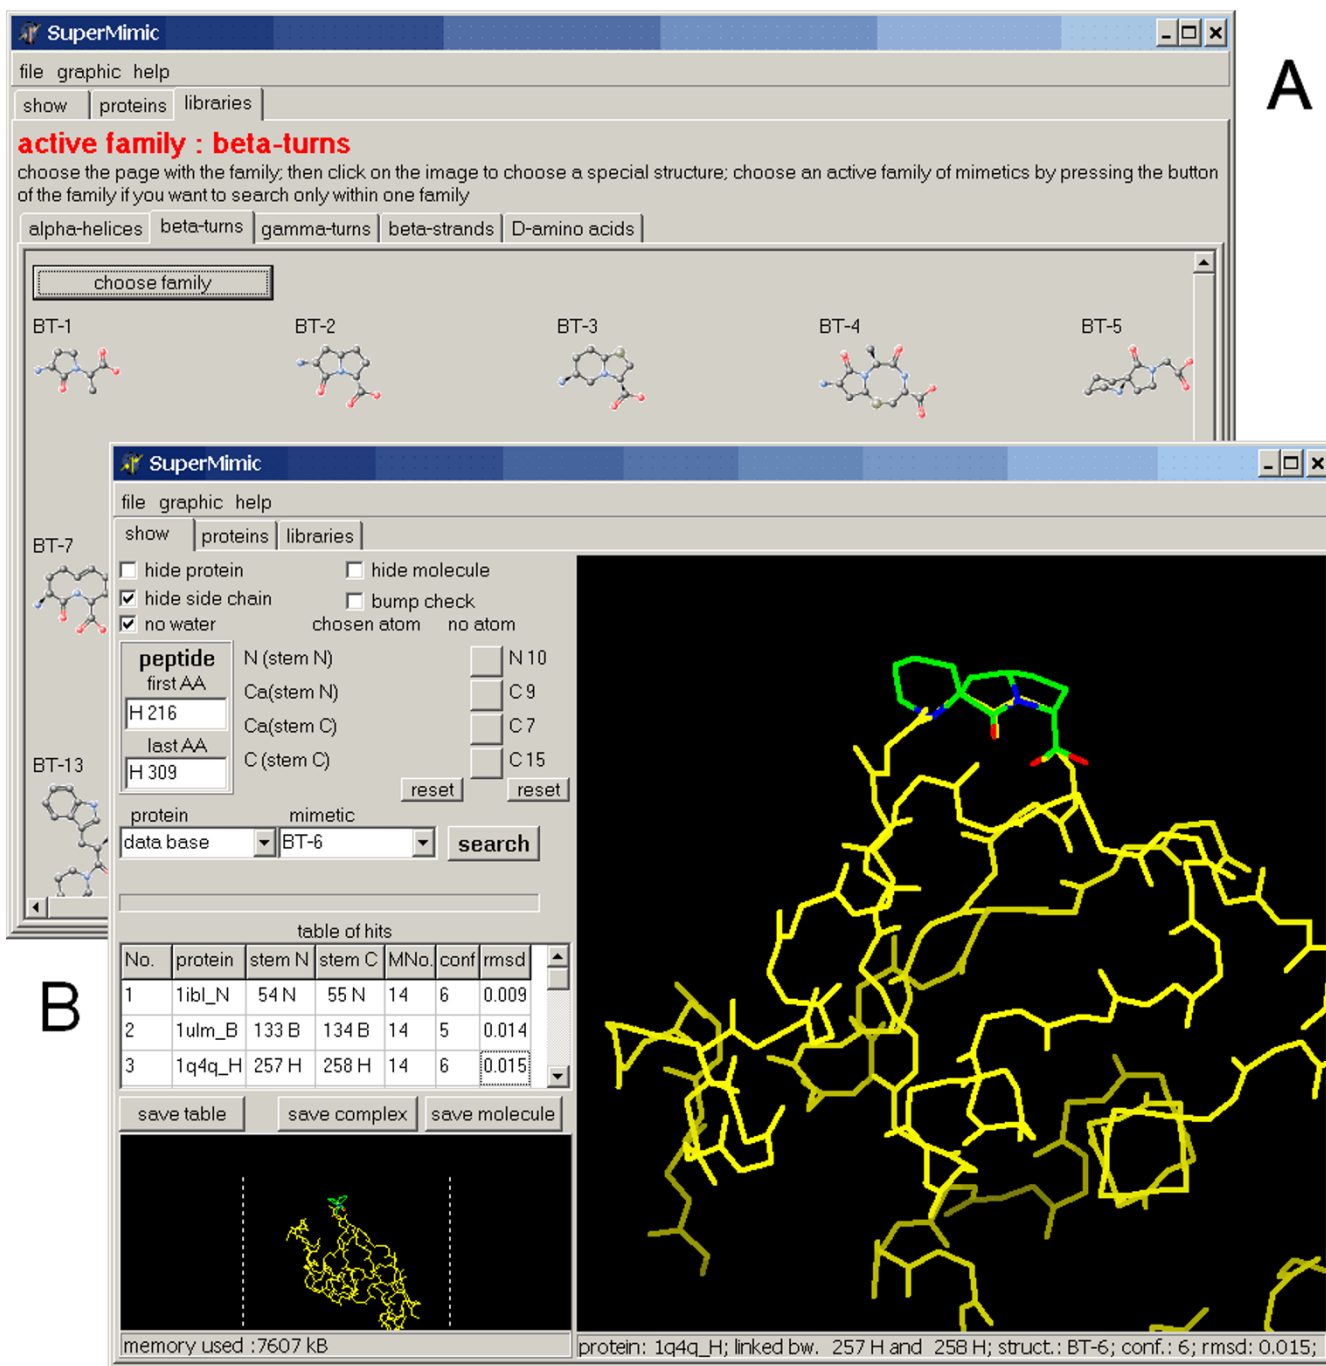 SuperMimic
A
file graphic help
show proteins libraries
active family : beta-turns
choose the page with the family; then click on the image to choose a special structure; choose an active family of mimetics by pressing the button
of the family if you want to search only within one family
alpha-helices beta-turns gamma-turns beta-strands D-amino acids
choose family
BT-1 BT-2 BT-3 BT-4 BT-5
BT-7
BT-13
B
SuperMimic
file graphic help
show proteins libraries
hide protein hide molecule
hide side chain bump check
no water chosen atom no atom
peptide N (stem N) N 10
first AA
H 216 Ca(stem N) C 9
last AA Ca(stem C) C 7
H 309 C (stem C) C 15
reset reset
protein mimetic
data base BT-6 search
table of hits
No. protein stem N stem C MNo. conf rmsd
1 1ibl_N 54 N 55 N 14 6 0.009
2 1ulm_B 133 B 134 B 14 5 0.014
3 1q4q_H 257 H 258 H 14 6 0.015
save table save complex save molecule
memory used :7607 kB
protein: 1q4q_H; linked bw. 257 H and 258 H; struct.: BT-6; conf.: 6; rmsd: 0.015;